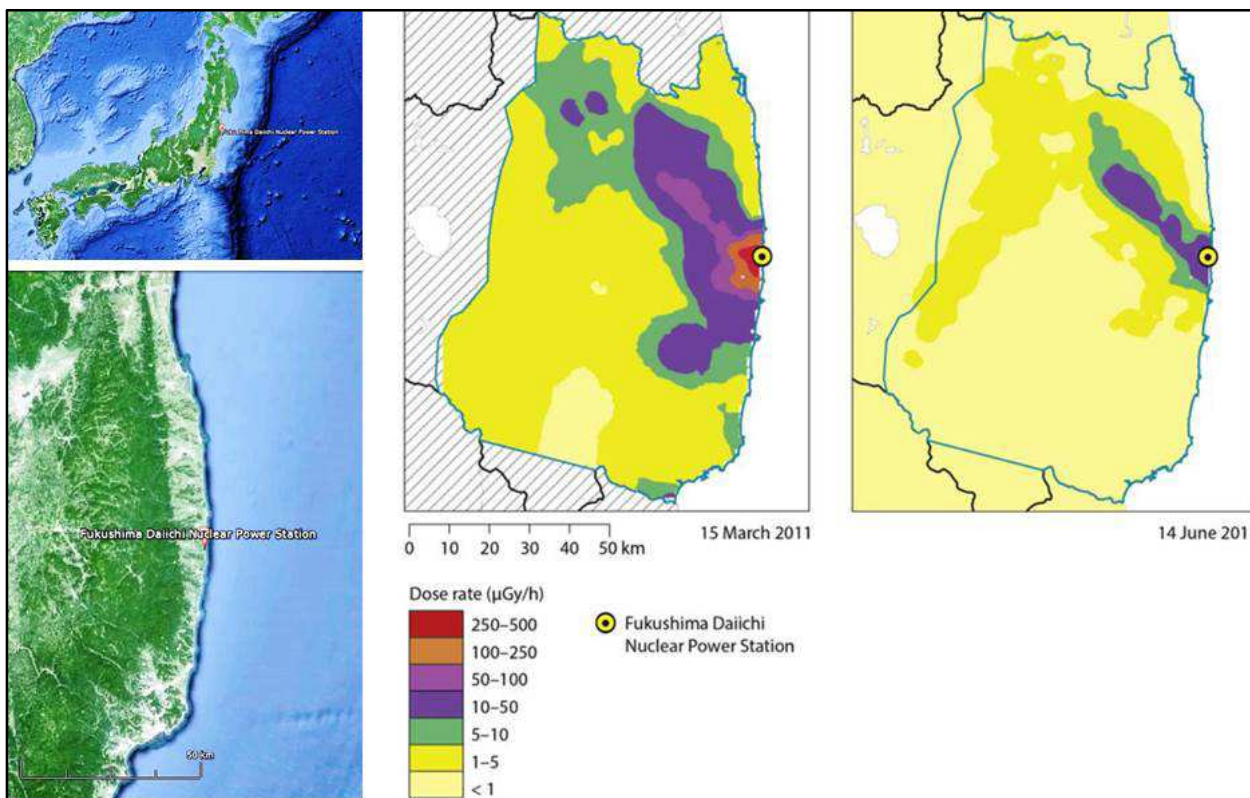 Fukushima Daiichi Nuclear Power Station
Fukushima Daiichi Nuclear Power Station
50 km
0 10 20 30 40 50 km
15 March 2011
14 June 201
Dose rate (µGy/h)
250–500
100–250
50–100
10–50
5–10
1–5
< 1
Fukushima Daiichi
Nuclear Power Station